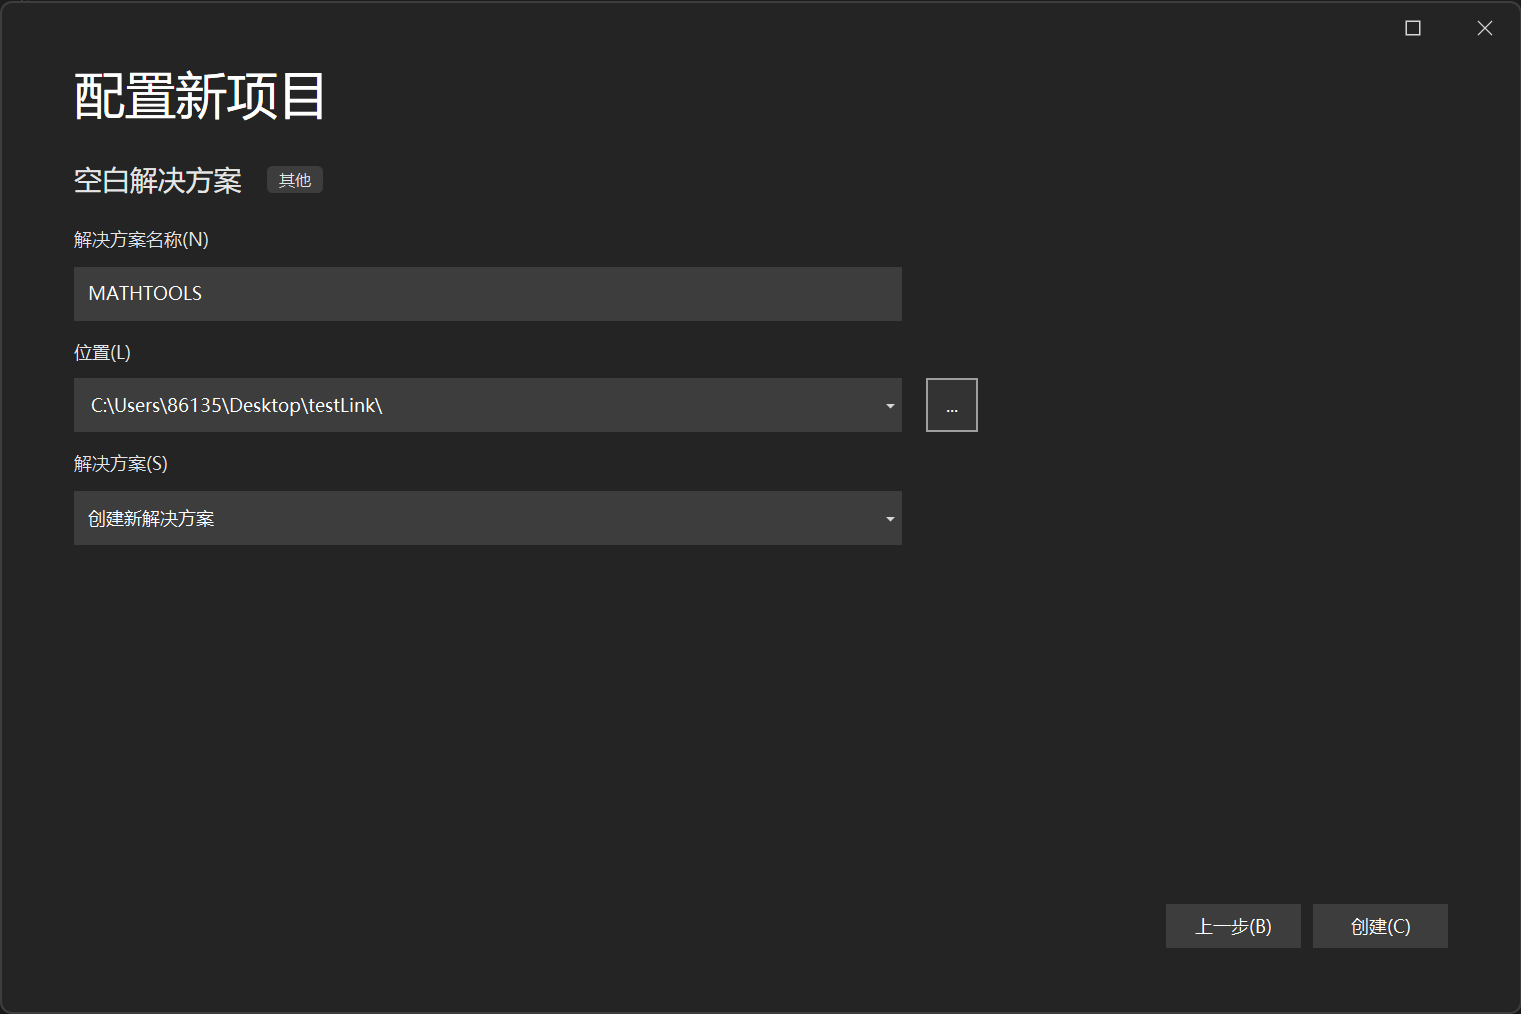 配置新项目
空白解决方案 其他
解决方案名称(N)
MATHTOOLS
位置(L)
C:\Users\86135\Desktop\testLink\
...
解决方案(S)
创建新解决方案
上一步(B) 创建(C)